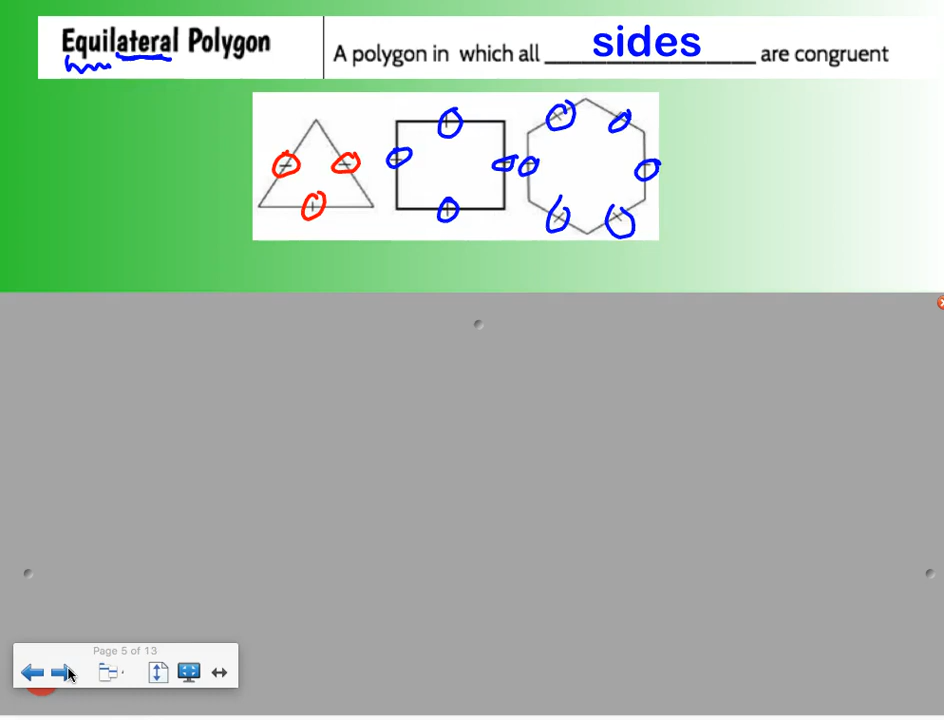 Equilateral Polygon
A polygon in which all sides are congruent
Page 5 of 13